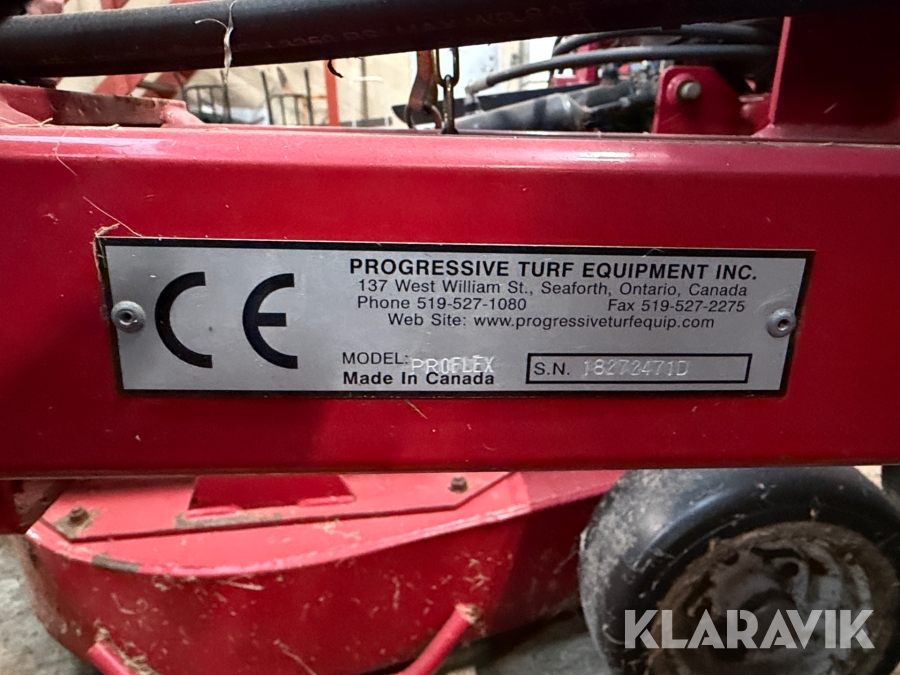 CE
PROGRESSIVE TURF EQUIPMENT INC.
137 West William St., Seaforth, Ontario, Canada
Phone 519-527-1080 Fax 519-527-2275
Web Site: www.progressiveturfequip.com
MODEL: PROFLEX
Made In Canada
S.N. 18272471D
KLARAVIK